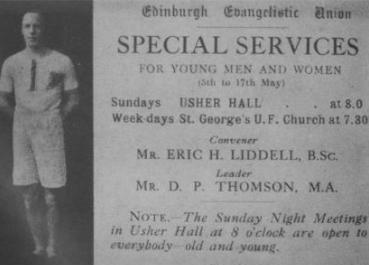 Edinburgh Evangelistic Union
SPECIAL SERVICES
FOR YOUNG MEN AND WOMEN
(5th to 17th May)
Sundays USHER HALL . . at 8.0
Week-days St. George's U.F. Church at 7.30
Convener
MR. ERIC H. LIDDELL, B.SC.
Leader
MR. D. P. THOMSON, M.A.
NOTE.—The Sunday Night Meetings
in Usher Hall at 8 o'clock are open to
everybody—old and young.